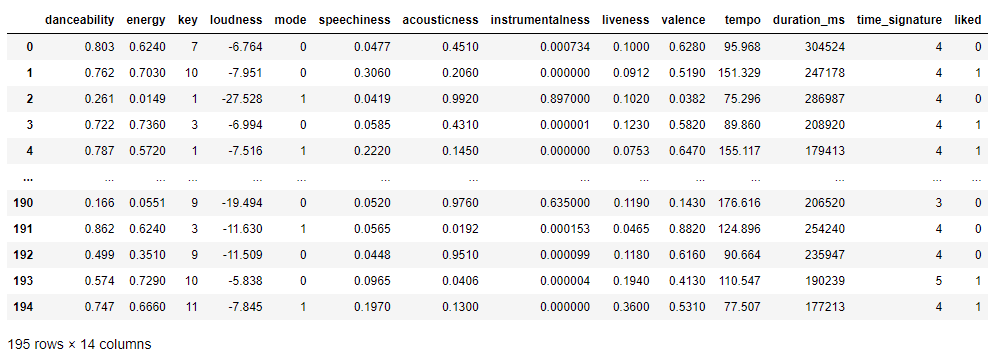 danceability energy key loudness mode speechiness acousticness instrumentalness liveness valence tempo duration_ms time_signature liked
0 0.803 0.6240 7 -6.764 0 0.0477 0.4510 0.000734 0.1000 0.6280 95.968 304524 4 0
1 0.762 0.7030 10 -7.951 0 0.3060 0.2060 0.000000 0.0912 0.5190 151.329 247178 4 1
2 0.261 0.0149 1 -27.528 1 0.0419 0.9920 0.897000 0.1020 0.0382 75.296 286987 4 0
3 0.722 0.7360 3 -6.994 0 0.0585 0.4310 0.000001 0.1230 0.5820 89.860 208920 4 1
4 0.787 0.5720 1 -7.516 1 0.2220 0.1450 0.000000 0.0753 0.6470 155.117 179413 4 1
... ... ... ... ... ... ... ... ... ... ... ... ... ... ...
190 0.166 0.0551 9 -19.494 0 0.0520 0.9760 0.635000 0.1190 0.1430 176.616 206520 3 0
191 0.862 0.6240 3 -11.630 1 0.0565 0.0192 0.000153 0.0465 0.8820 124.896 254240 4 0
192 0.499 0.3510 9 -11.509 0 0.0448 0.9510 0.000099 0.1180 0.6160 90.664 235947 4 0
193 0.574 0.7290 10 -5.838 0 0.0965 0.0406 0.000004 0.1940 0.4130 110.547 190239 5 1
194 0.747 0.6660 11 -7.845 1 0.1970 0.1300 0.000000 0.3600 0.5310 77.507 177213 4 1
195 rows × 14 columns